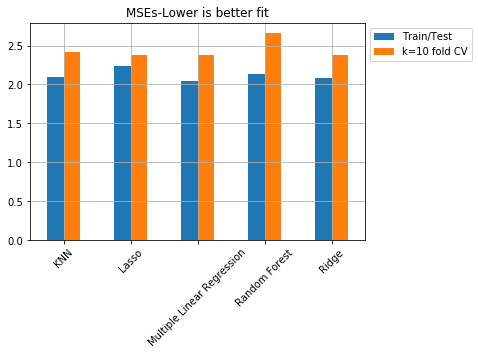 MSEs-Lower is better fit
Train/Test
k=10 fold CV
2.5
2.0
1.5
1.0
0.5
0.0
KNN
Lasso
Multiple Linear Regression
Random Forest
Ridge